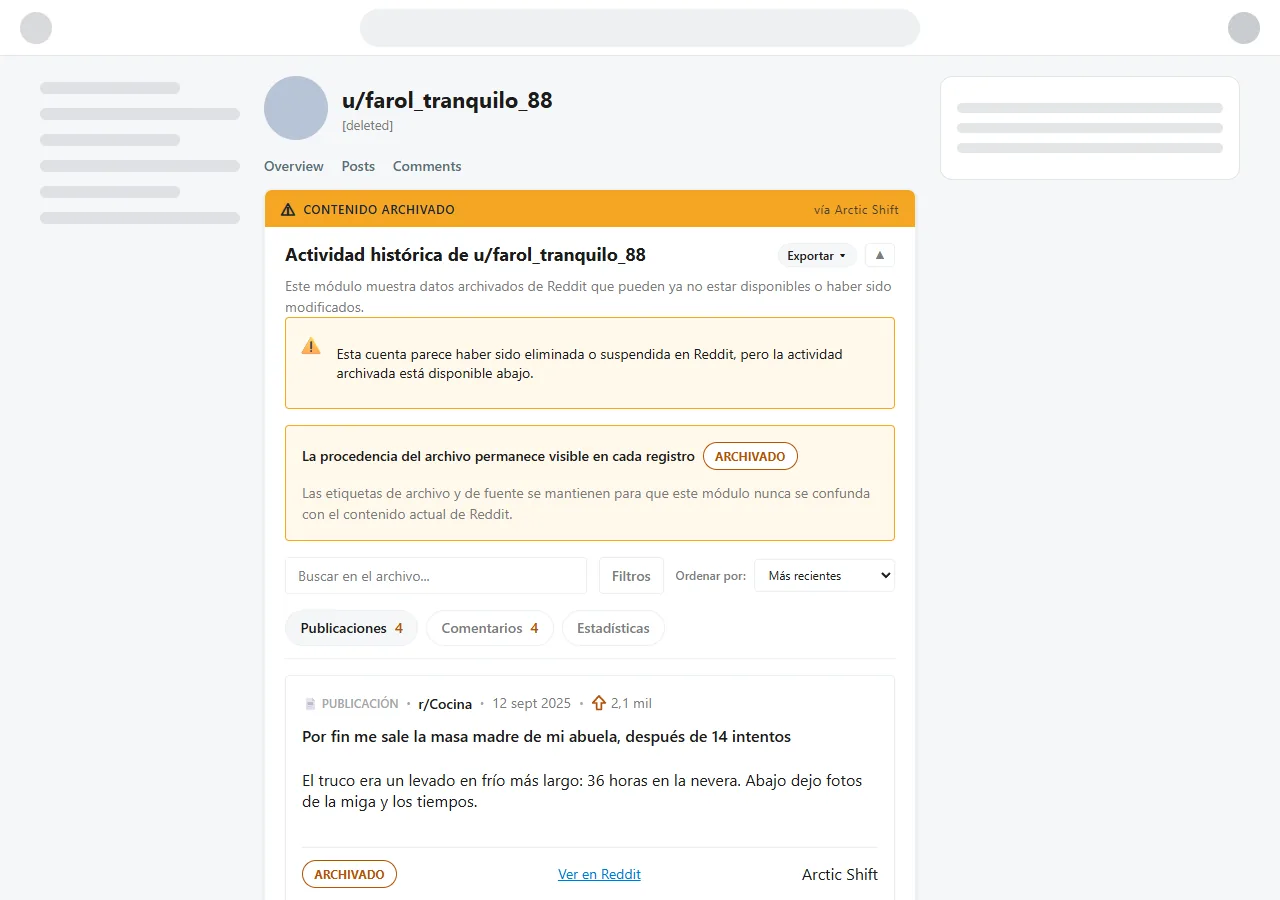 u/farol_tranquilo_88
[deleted]
Overview Posts Comments
CONTENIDO ARCHIVADO vía Arctic Shift
Actividad histórica de u/farol_tranquilo_88 Exportar
Este módulo muestra datos archivados de Reddit que pueden ya no estar disponibles o haber sido
modificados.
Esta cuenta parece haber sido eliminada o suspendida en Reddit, pero la actividad
archivada está disponible abajo.
La procedencia del archivo permanece visible en cada registro ARCHIVADO
Las etiquetas de archivo y de fuente se mantienen para que este módulo nunca se confunda
con el contenido actual de Reddit.
Buscar en el archivo... Filtros Ordenar por: Más recientes
Publicaciones 4 Comentarios 4 Estadísticas
PUBLICACIÓN • r/Cocina • 12 sept 2025 • 2,1 mil
Por fin me sale la masa madre de mi abuela, después de 14 intentos
El truco era un levado en frío más largo: 36 horas en la nevera. Abajo dejo fotos
de la miga y los tiempos.
ARCHIVADO Ver en Reddit Arctic Shift